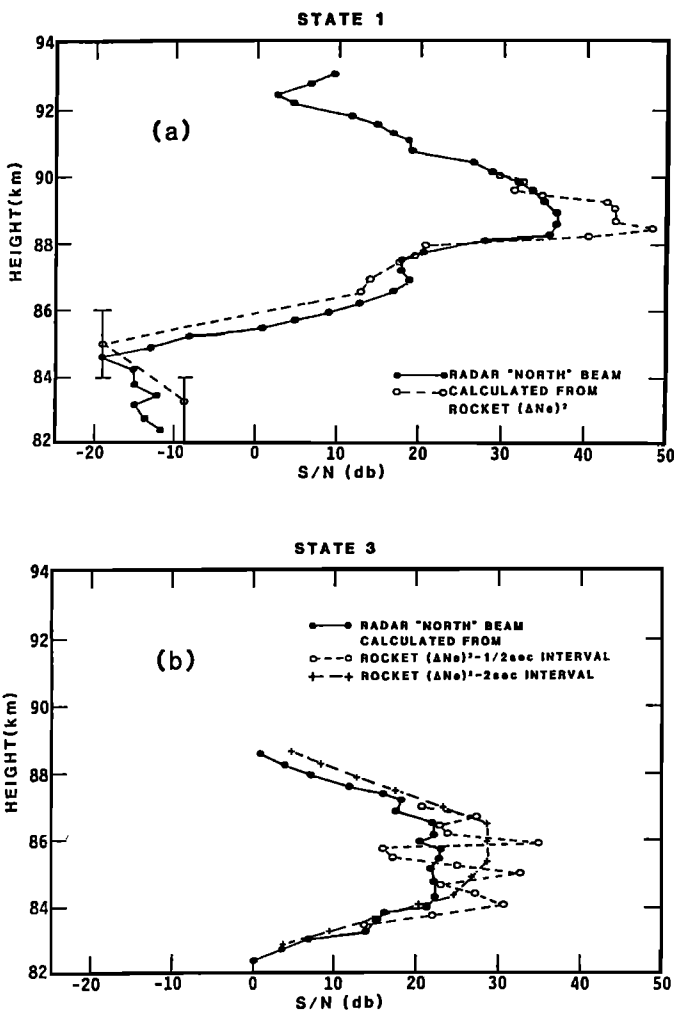 STATE 1
94
92
90
88
86
84
82
HEIGHT(km)
(a)
RADAR "NORTH" BEAM
CALCULATED FROM
ROCKET (ΔNe)²
-20 -10 0 10 20 30 40 50
S/N (db)
STATE 3
94
92
90
88
86
84
82
HEIGHT(km)
(b)
RADAR "NORTH" BEAM
CALCULATED FROM
ROCKET (ΔNe)²-1/2sec INTERVAL
ROCKET (ΔNe)²-2sec INTERVAL
-20 -10 0 10 20 30 40 50
S/N (db)